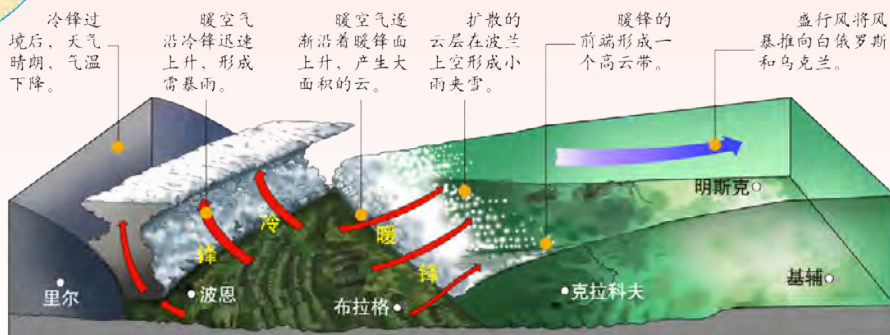 冷锋过
境后，天气
晴朗，气温
下降。
暖空气
沿冷锋迅速
上升，形成
雷暴雨。
暖空气逐
渐沿着暖锋面
上升，产生大
面积的云。
扩散的
云层在波兰
上空形成小
雨夹雪。
暖锋的
前端形成一
个高云带。
盛行风将风
暴推向白俄罗斯
和乌克兰。
冷
锋
暖
锋
明斯克
里尔
波恩
布拉格
克拉科夫
基辅